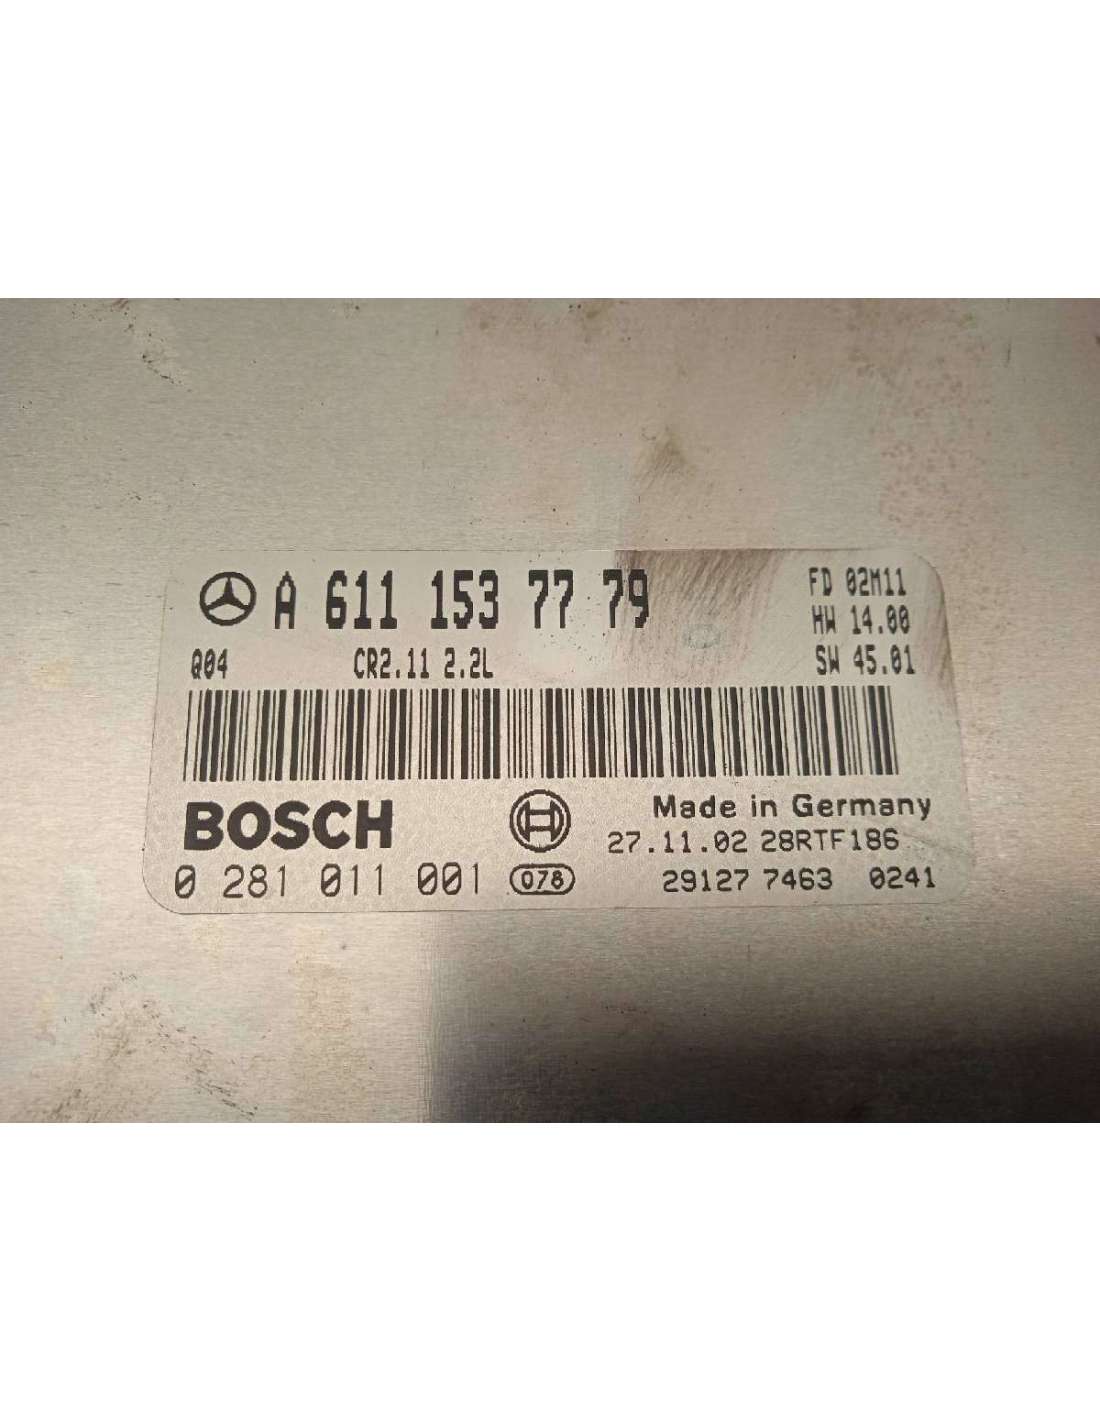 A 611 153 77 79
FD 02M11
HW 14.00
Q04 CR2.11 2.2L
SW 45.01
BOSCH
Made in Germany
27.11.02 28RTF186
0 281 011 001 078
29127 7463 0241